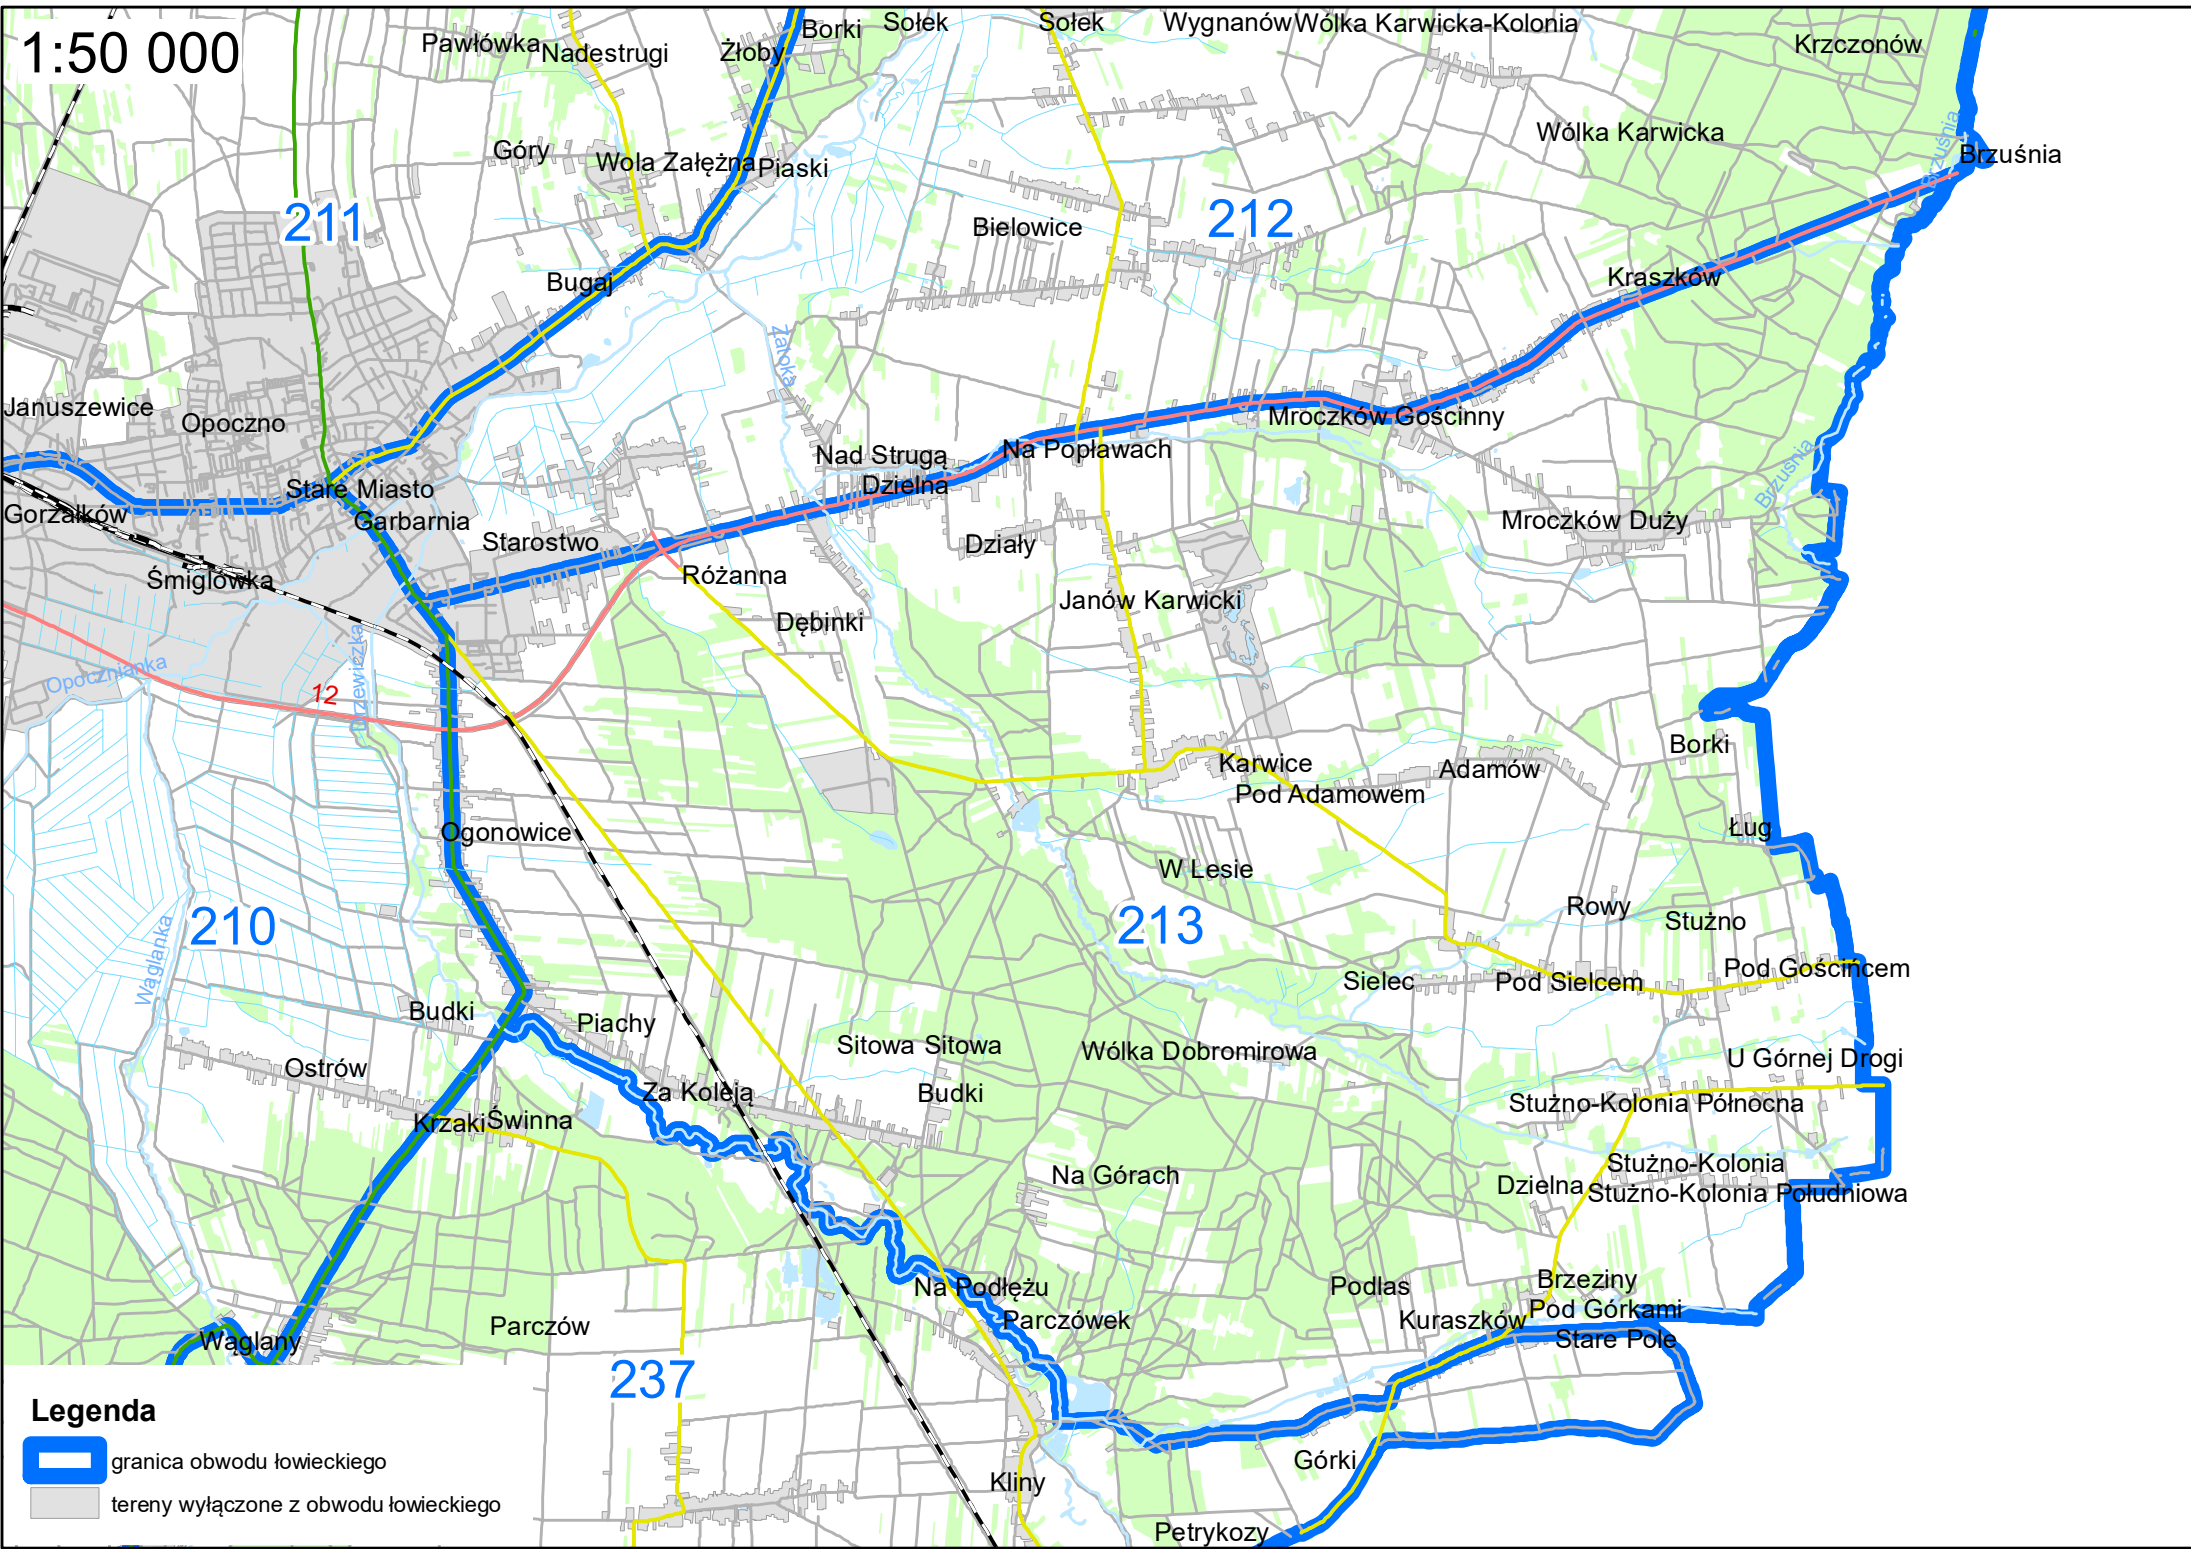 1:50 000
Pawłówka
Nadestrugi
Żłoby
Borki
Sołek
Sołek
Wygnanów
Wólka Karwicka-Kolonia
Krzczonów
Góry
Wola Załężna
Piaski
Wólka Karwicka
Brzuśnia
Brzuśnia
211
Bielowice
212
Bugaj
Kraszków
Zatoka
Januszewice
Opoczno
Mroczków Gościnny
Nad Strugą
Na Popławach
Dzielna
Brzuśnia
Stare Miasto
Gorzałków
Garbarnia
Starostwo
Działy
Mroczków Duży
Śmiglówka
Różanna
Janów Karwicki
Dębinki
Drzewiczka
Opocznianka
12
Borki
Karwice
Adamów
Pod Adamowem
Ogonowice
Ług
W Lesie
210
213
Rowy
Stużno
Wąglanka
Sielec
Pod Sielcem
Pod Gościńcem
Budki
Piachy
Sitowa Sitowa
Wólka Dobromirowa
U Górnej Drogi
Ostrów
Za Koleją
Budki
Stużno-Kolonia Północna
Krzaki
Świnna
Na Górach
Stużno-Kolonia
Dzielna
Stużno-Kolonia Południowa
Na Podłężu
Podlas
Brzeziny
Pod Górkami
Parczówek
Kuraszków
Stare Pole
Wąglany
Parczów
237
Legenda
granica obwodu łowieckiego
tereny wyłączone z obwodu łowieckiego
Górki
Kliny
Petrykozy